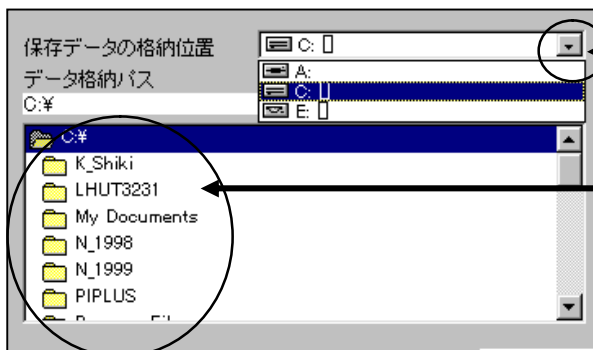 保存データの格納位置
C: []
データ格納パス
A:
C: []
E: []
C:¥
C:¥
K_Shiki
LHUT3231
My Documents
N_1998
N_1999
PIPLUS